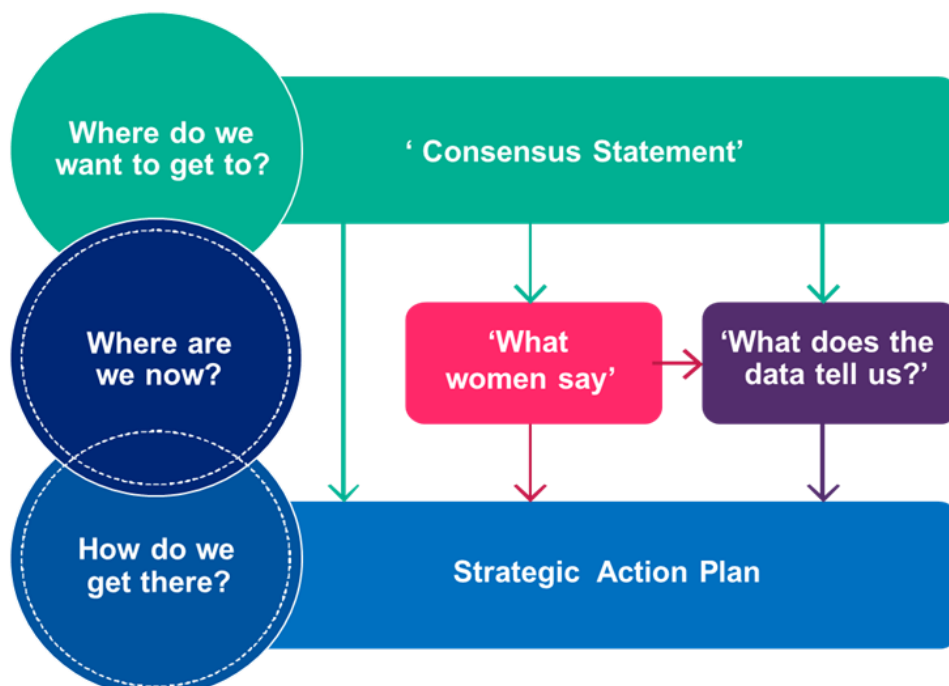 Where do we
want to get to?
‘ Consensus Statement’
Where are
we now?
‘What
women say’
‘What does the
data tell us?’
How do we
get there?
Strategic Action Plan